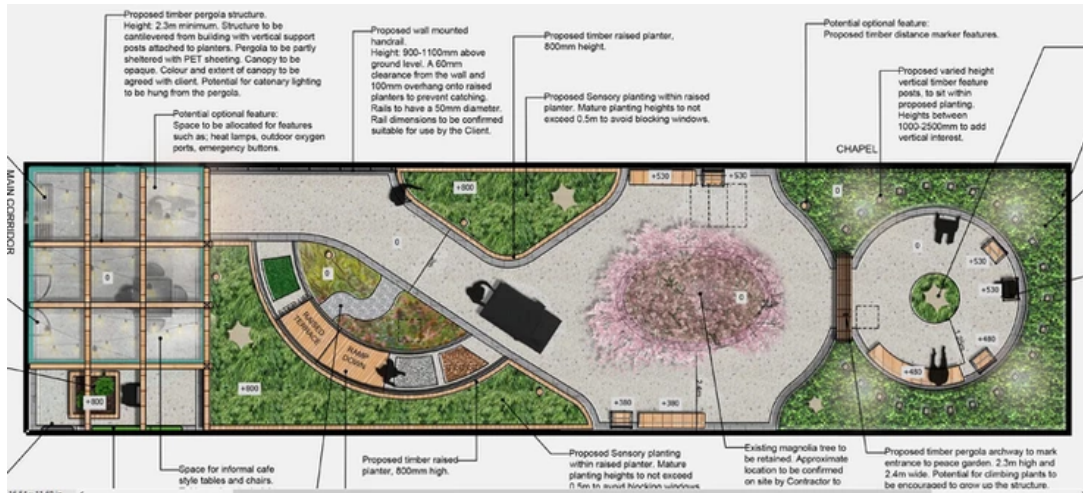 Proposed timber pergola structure.
Height: 2.3m minimum. Structure to be
cantilevered from building with vertical support
posts attached to planters. Pergola to be partly
sheltered with PET sheeting. Canopy to be
opaque. Colour and extent of canopy to be
agreed with client. Potential for catenary lighting
to be hung from the pergola.
Potential optional feature:
Space to be allocated for features
such as; heat lamps, outdoor oxygen
ports, emergency buttons.
Proposed wall mounted
handrail.
Height: 900-1100mm above
ground level. A 60mm
clearance from the wall and
100mm overhang onto raised
planters to prevent catching.
Rails to have a 50mm diameter.
Rail dimensions to be confirmed
suitable for use by the Client.
Proposed timber raised planter,
800mm height.
Proposed Sensory planting within raised
planter. Mature planting heights to not
exceed 0.5m to avoid blocking windows.
Potential optional feature:
Proposed timber distance marker features.
Proposed varied height
vertical timber feature
posts, to sit within
proposed planting.
Heights between
1000-2500mm to add
vertical interest.
CHAPEL
MAIN CORRIDOR
+800
+530
+530
0
0
0
0
0
0
+530
+530
RAISED
TERRACE
RAMP
DOWN
+480
+480
+800
+800
+380
+380
Space for informal cafe
style tables and chairs.
Proposed timber raised
planter, 800mm high.
Proposed Sensory planting
within raised planter. Mature
planting heights to not exceed
0.5m to avoid blocking windows
Existing magnolia tree to
be retained. Approximate
location to be confirmed
on site by Contractor to
Proposed timber pergola archway to mark
entrance to peace garden. 2.3m high and
2.4m wide. Potential for climbing plants to
be encouraged to grow up the structure.